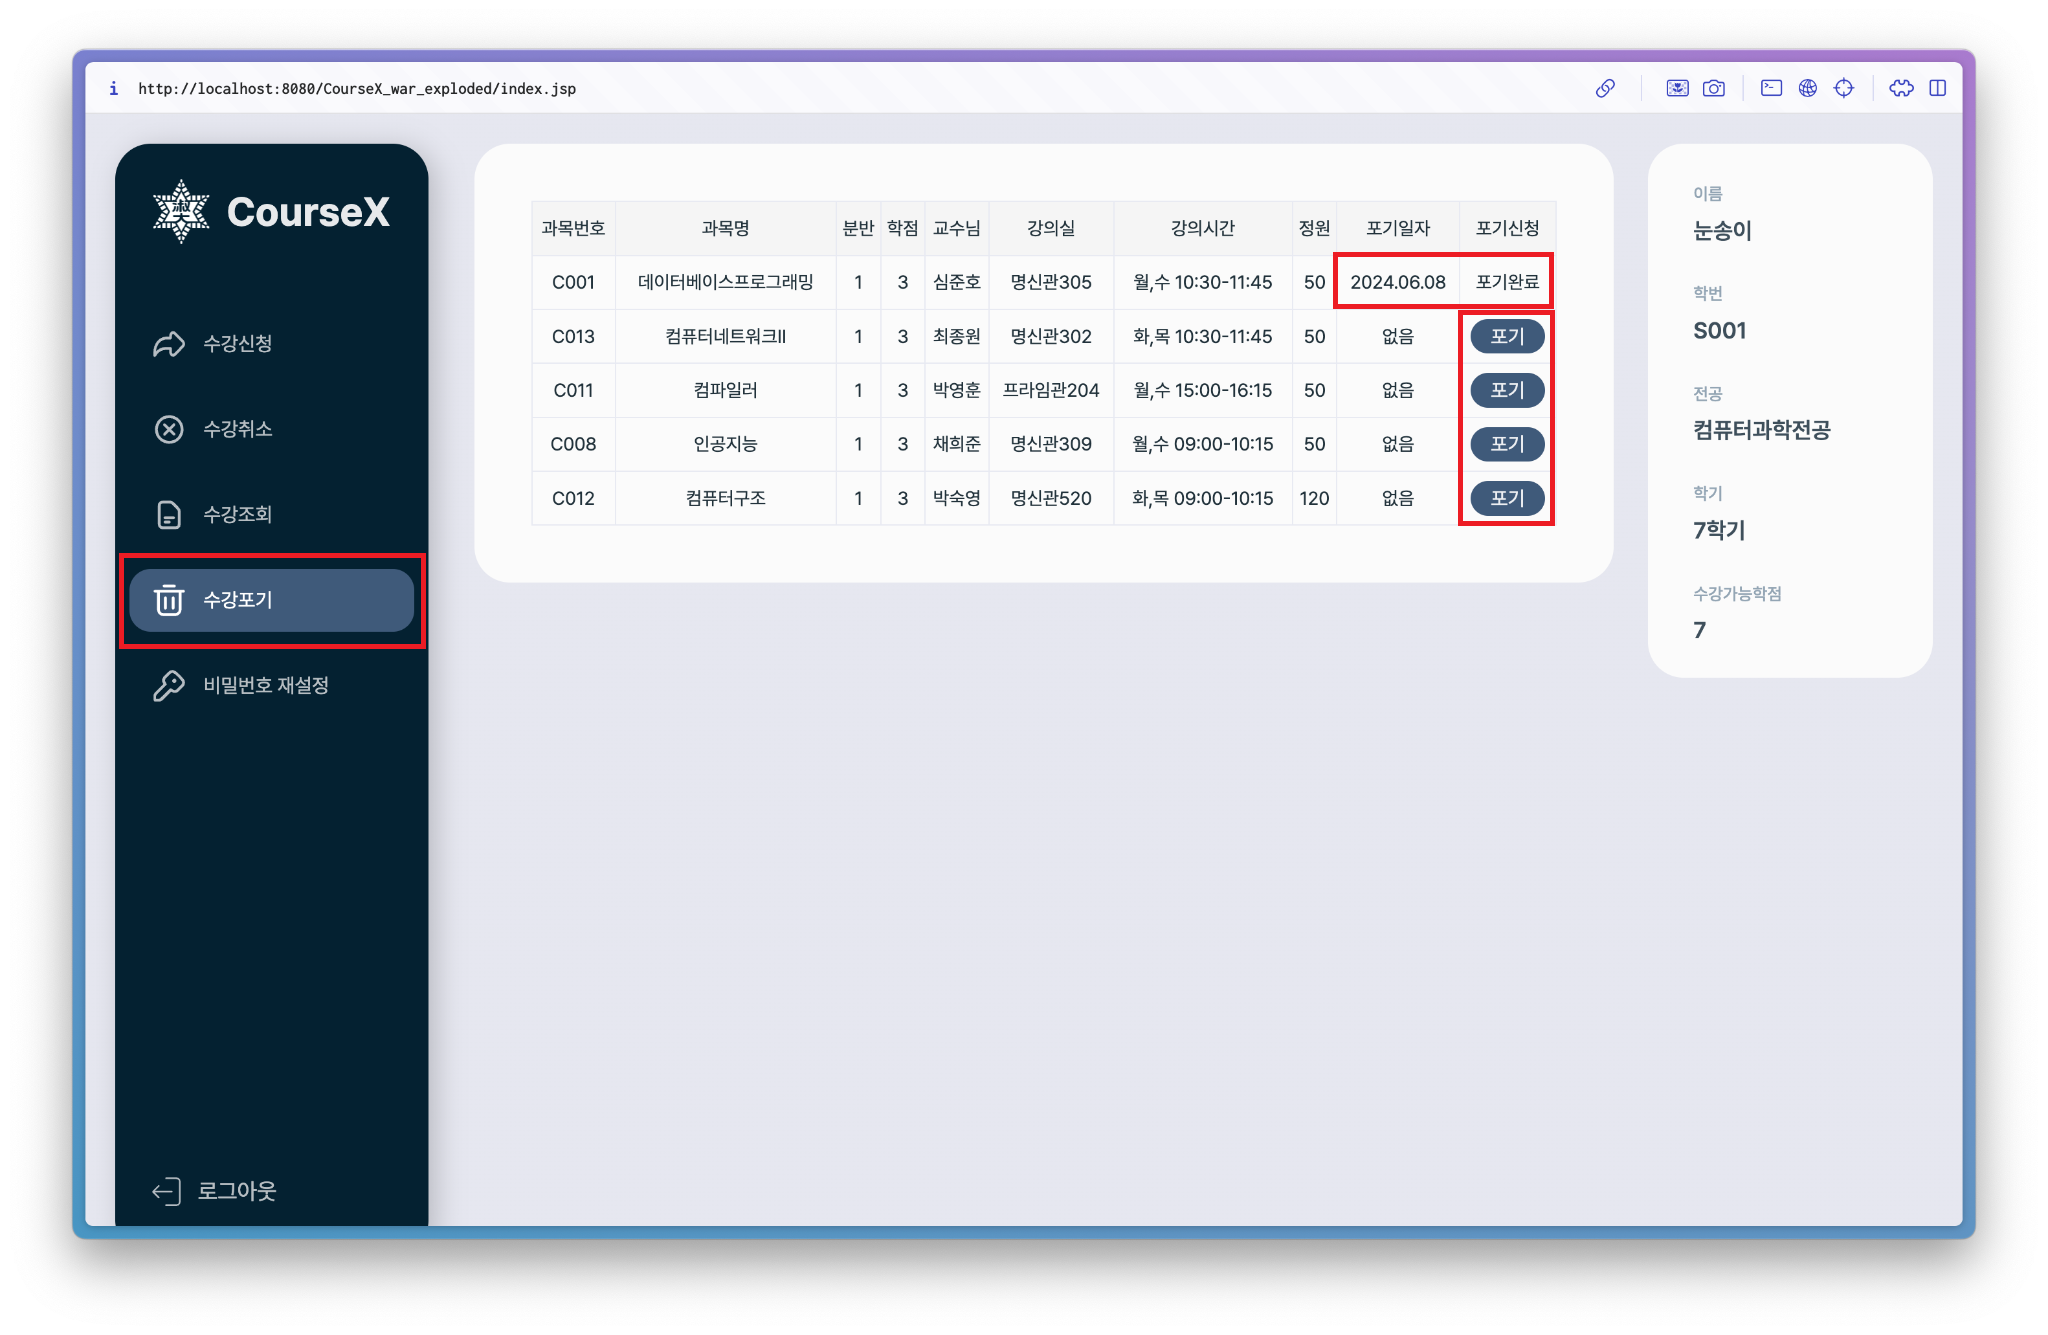 i http://localhost:8080/CourseX_war_exploded/index.jsp
CourseX
수강신청
수강취소
수강조회
수강포기
비밀번호 재설정
로그아웃
과목번호 과목명 분반 학점 교수님 강의실 강의시간 정원 포기일자 포기신청
C001 데이터베이스프로그래밍 1 3 심준호 명신관305 월,수 10:30-11:45 50 2024.06.08 포기완료
C013 컴퓨터네트워크II 1 3 최종원 명신관302 화,목 10:30-11:45 50 없음 포기
C011 컴파일러 1 3 박영훈 프라임관204 월,수 15:00-16:15 50 없음 포기
C008 인공지능 1 3 채희준 명신관309 월,수 09:00-10:15 50 없음 포기
C012 컴퓨터구조 1 3 박숙영 명신관520 화,목 09:00-10:15 120 없음 포기
이름
눈송이
학번
S001
전공
컴퓨터과학전공
학기
7학기
수강가능학점
7